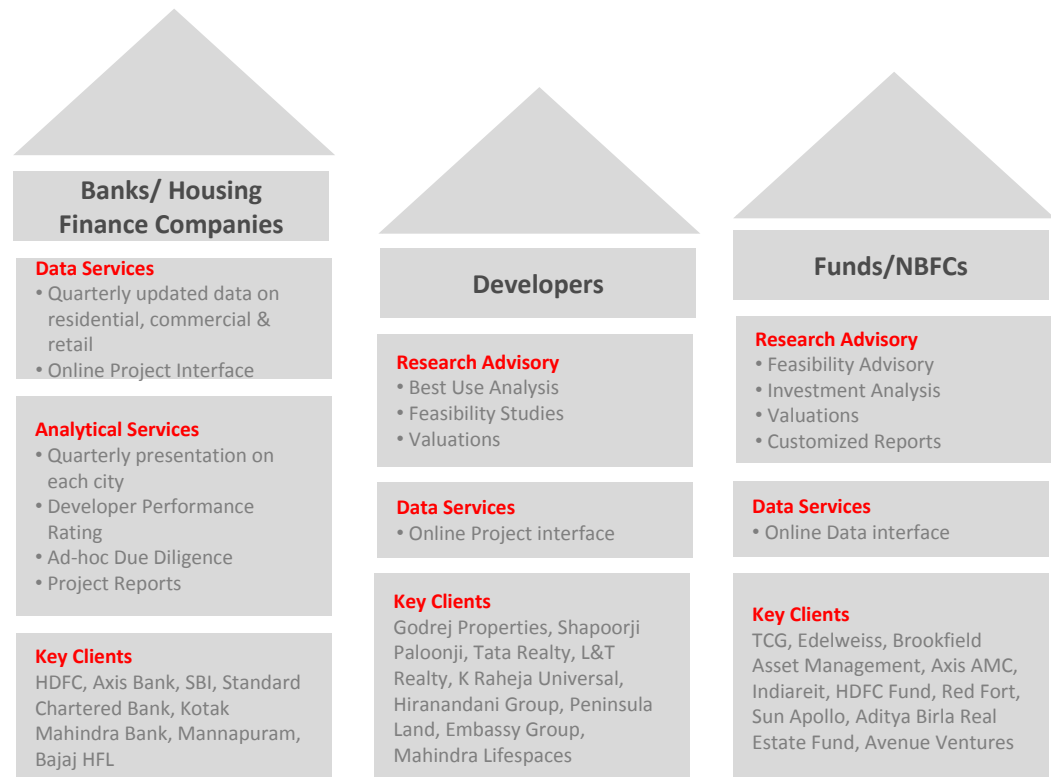 Banks/ Housing
Finance Companies
Data Services
• Quarterly updated data on
residential, commercial &
retail
• Online Project Interface
Analytical Services
• Quarterly presentation on
each city
• Developer Performance
Rating
• Ad-hoc Due Diligence
• Project Reports
Key Clients
HDFC, Axis Bank, SBI, Standard
Chartered Bank, Kotak
Mahindra Bank, Mannapuram,
Bajaj HFL
Developers
Research Advisory
• Best Use Analysis
• Feasibility Studies
• Valuations
Data Services
• Online Project interface
Key Clients
Godrej Properties, Shapoorji
Paloonji, Tata Realty, L&T
Realty, K Raheja Universal,
Hiranandani Group, Peninsula
Land, Embassy Group,
Mahindra Lifespaces
Funds/NBFCs
Research Advisory
• Feasibility Advisory
• Investment Analysis
• Valuations
• Customized Reports
Data Services
• Online Data interface
Key Clients
TCG, Edelweiss, Brookfield
Asset Management, Axis AMC,
Indiareit, HDFC Fund, Red Fort,
Sun Apollo, Aditya Birla Real
Estate Fund, Avenue Ventures